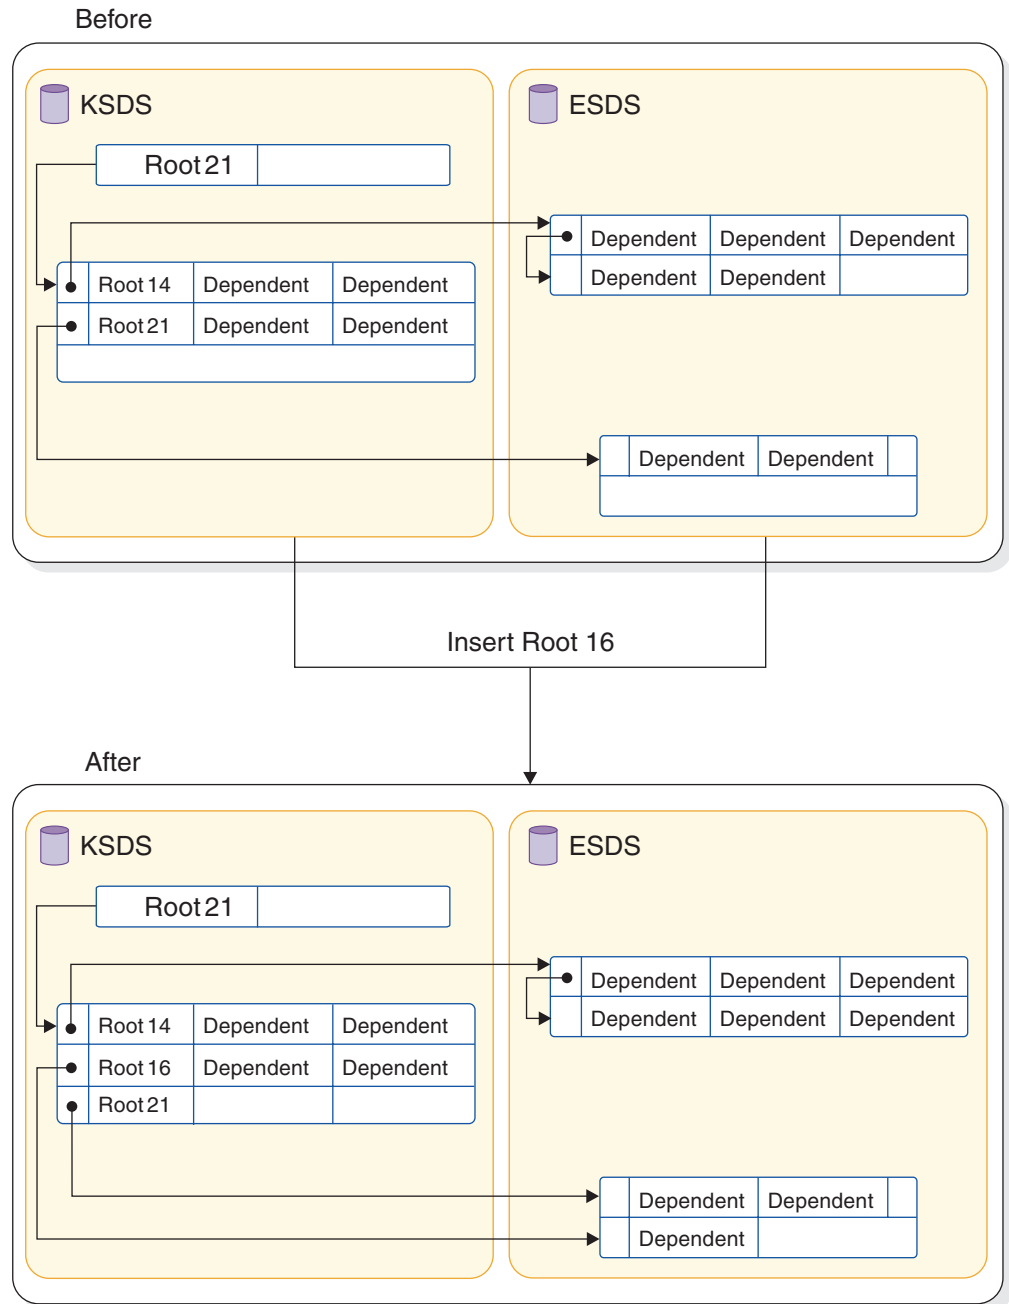 Before
KSDS
ESDS
Root 21
Dependent Dependent Dependent
Dependent Dependent
Root 14 Dependent Dependent
Root 21 Dependent Dependent
Dependent Dependent
Insert Root 16
After
KSDS
ESDS
Root 21
Dependent Dependent Dependent
Dependent Dependent Dependent
Root 14 Dependent Dependent
Root 16 Dependent Dependent
Root 21
Dependent Dependent
Dependent